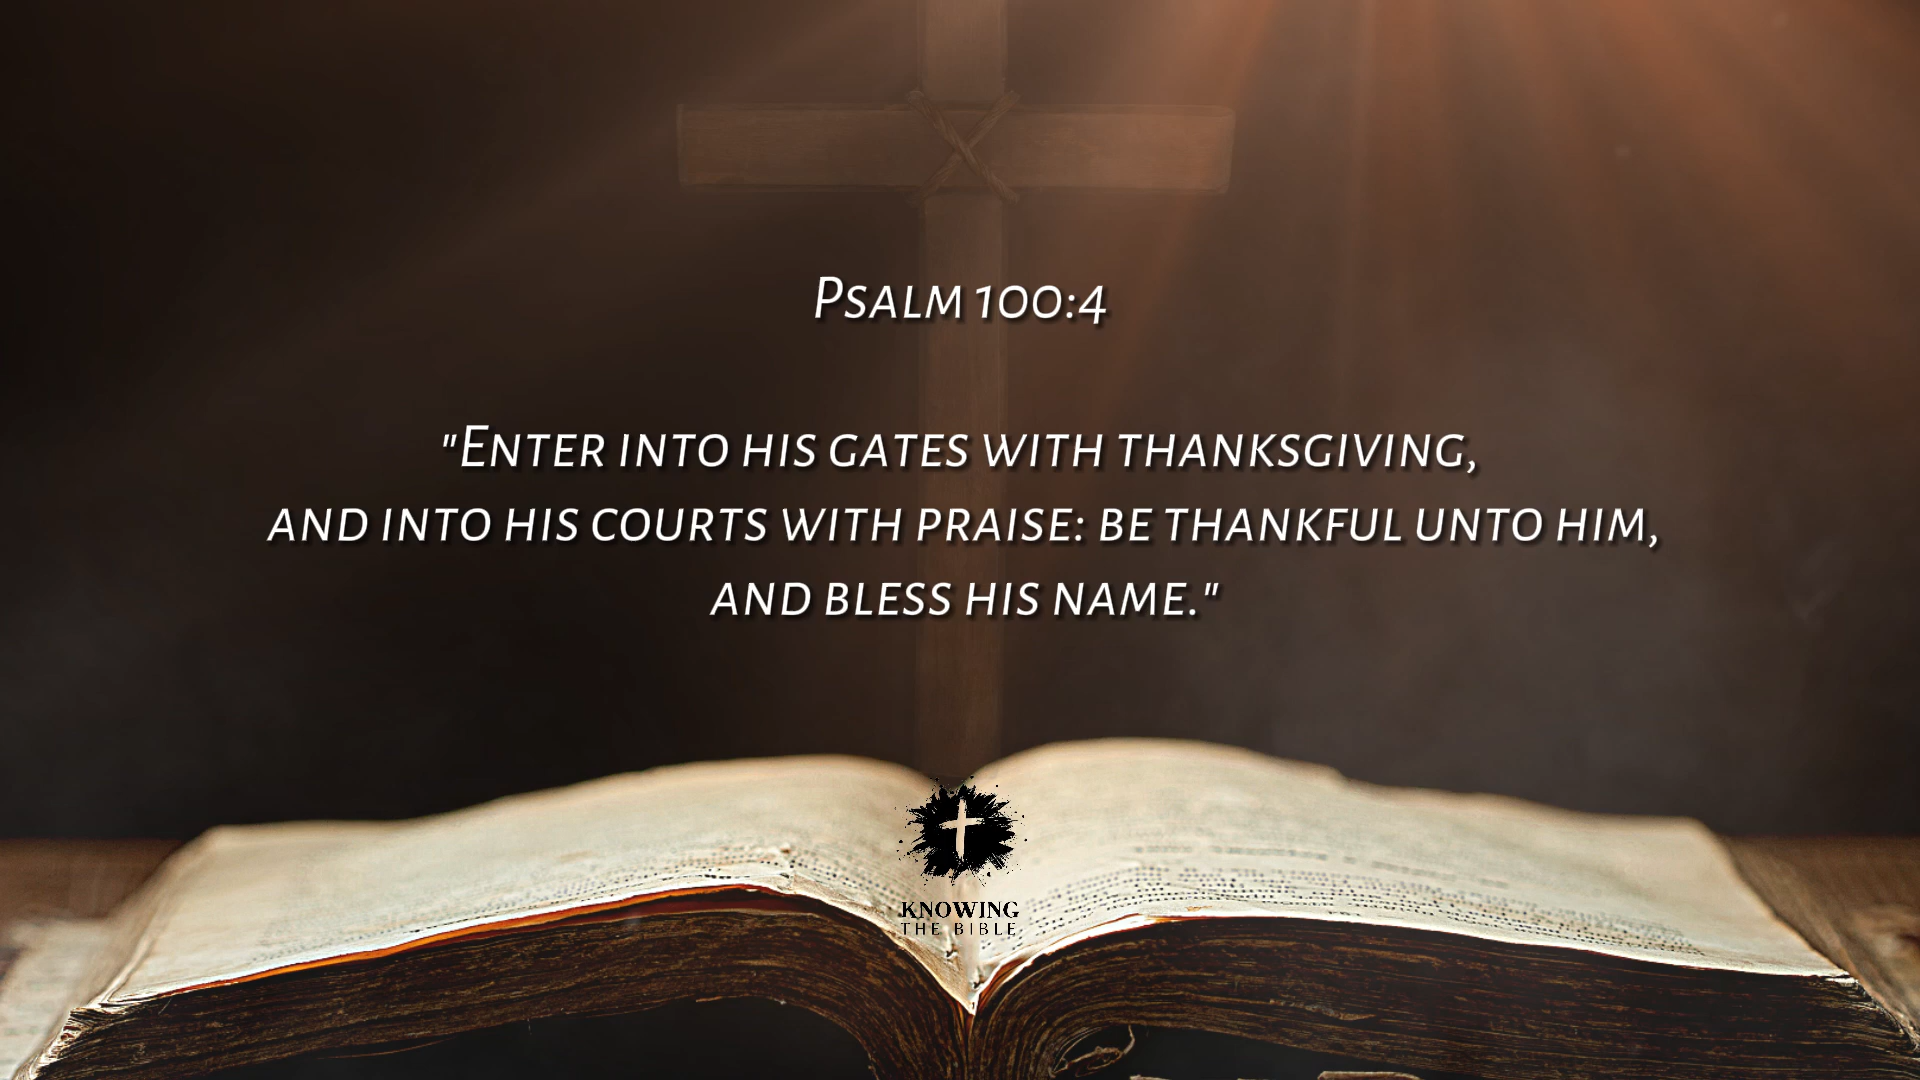 Psalm 100:4
"Enter into his gates with thanksgiving,
and into his courts with praise: be thankful unto him,
and bless his name."
KNOWING
THE BIBLE